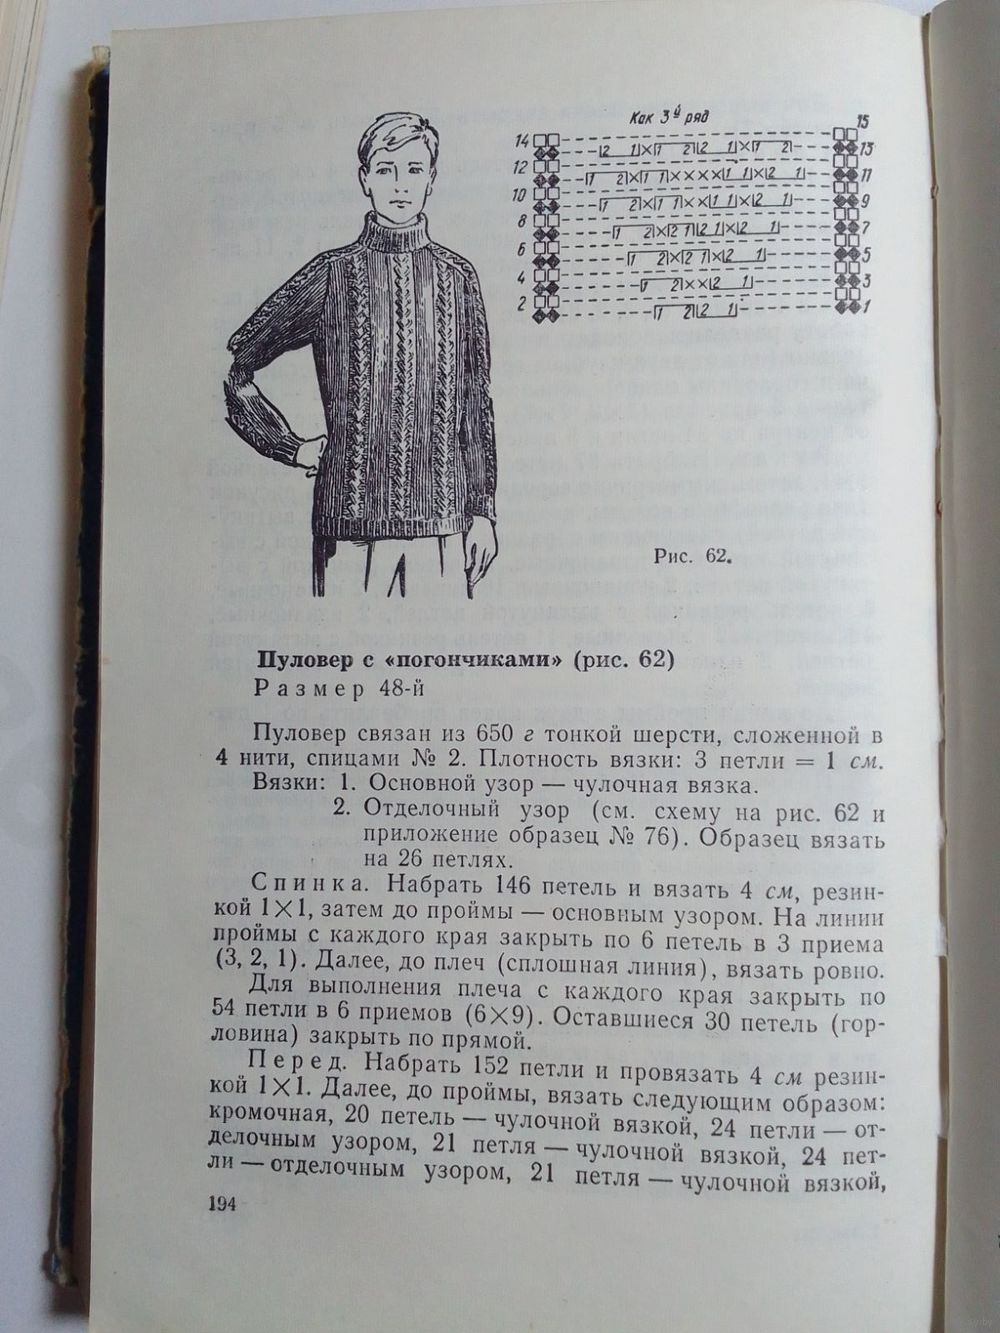 Как 3й ряд
15
14
13
12
11
10
9
8
7
6
5
4
3
2
1
Рис. 62.
Пуловер с «погончиками» (рис. 62)
Размер 48-й
Пуловер связан из 650 г тонкой шерсти, сложенной в
4 нити, спицами № 2. Плотность вязки: 3 петли = 1 см.
Вязки: 1. Основной узор — чулочная вязка.
2. Отделочный узор (см. схему на рис. 62 и
приложение образец № 76). Образец вязать
на 26 петлях.
Спинка. Набрать 146 петель и вязать 4 см, резин-
кой 1×1, затем до проймы — основным узором. На линии
проймы с каждого края закрыть по 6 петель в 3 приема
(3, 2, 1). Далее, до плеч (сплошная линия), вязать ровно.
Для выполнения плеча с каждого края закрыть по
54 петли в 6 приемов (6×9). Оставшиеся 30 петель (гор-
ловина) закрыть по прямой.
Перед. Набрать 152 петли и провязать 4 см резин-
кой 1×1. Далее, до проймы, вязать следующим образом:
кромочная, 20 петель — чулочной вязкой, 24 петли — от-
делочным узором, 21 петля — чулочной вязкой, 24 пет-
ли — отделочным узором, 21 петля — чулочной вязкой,
194